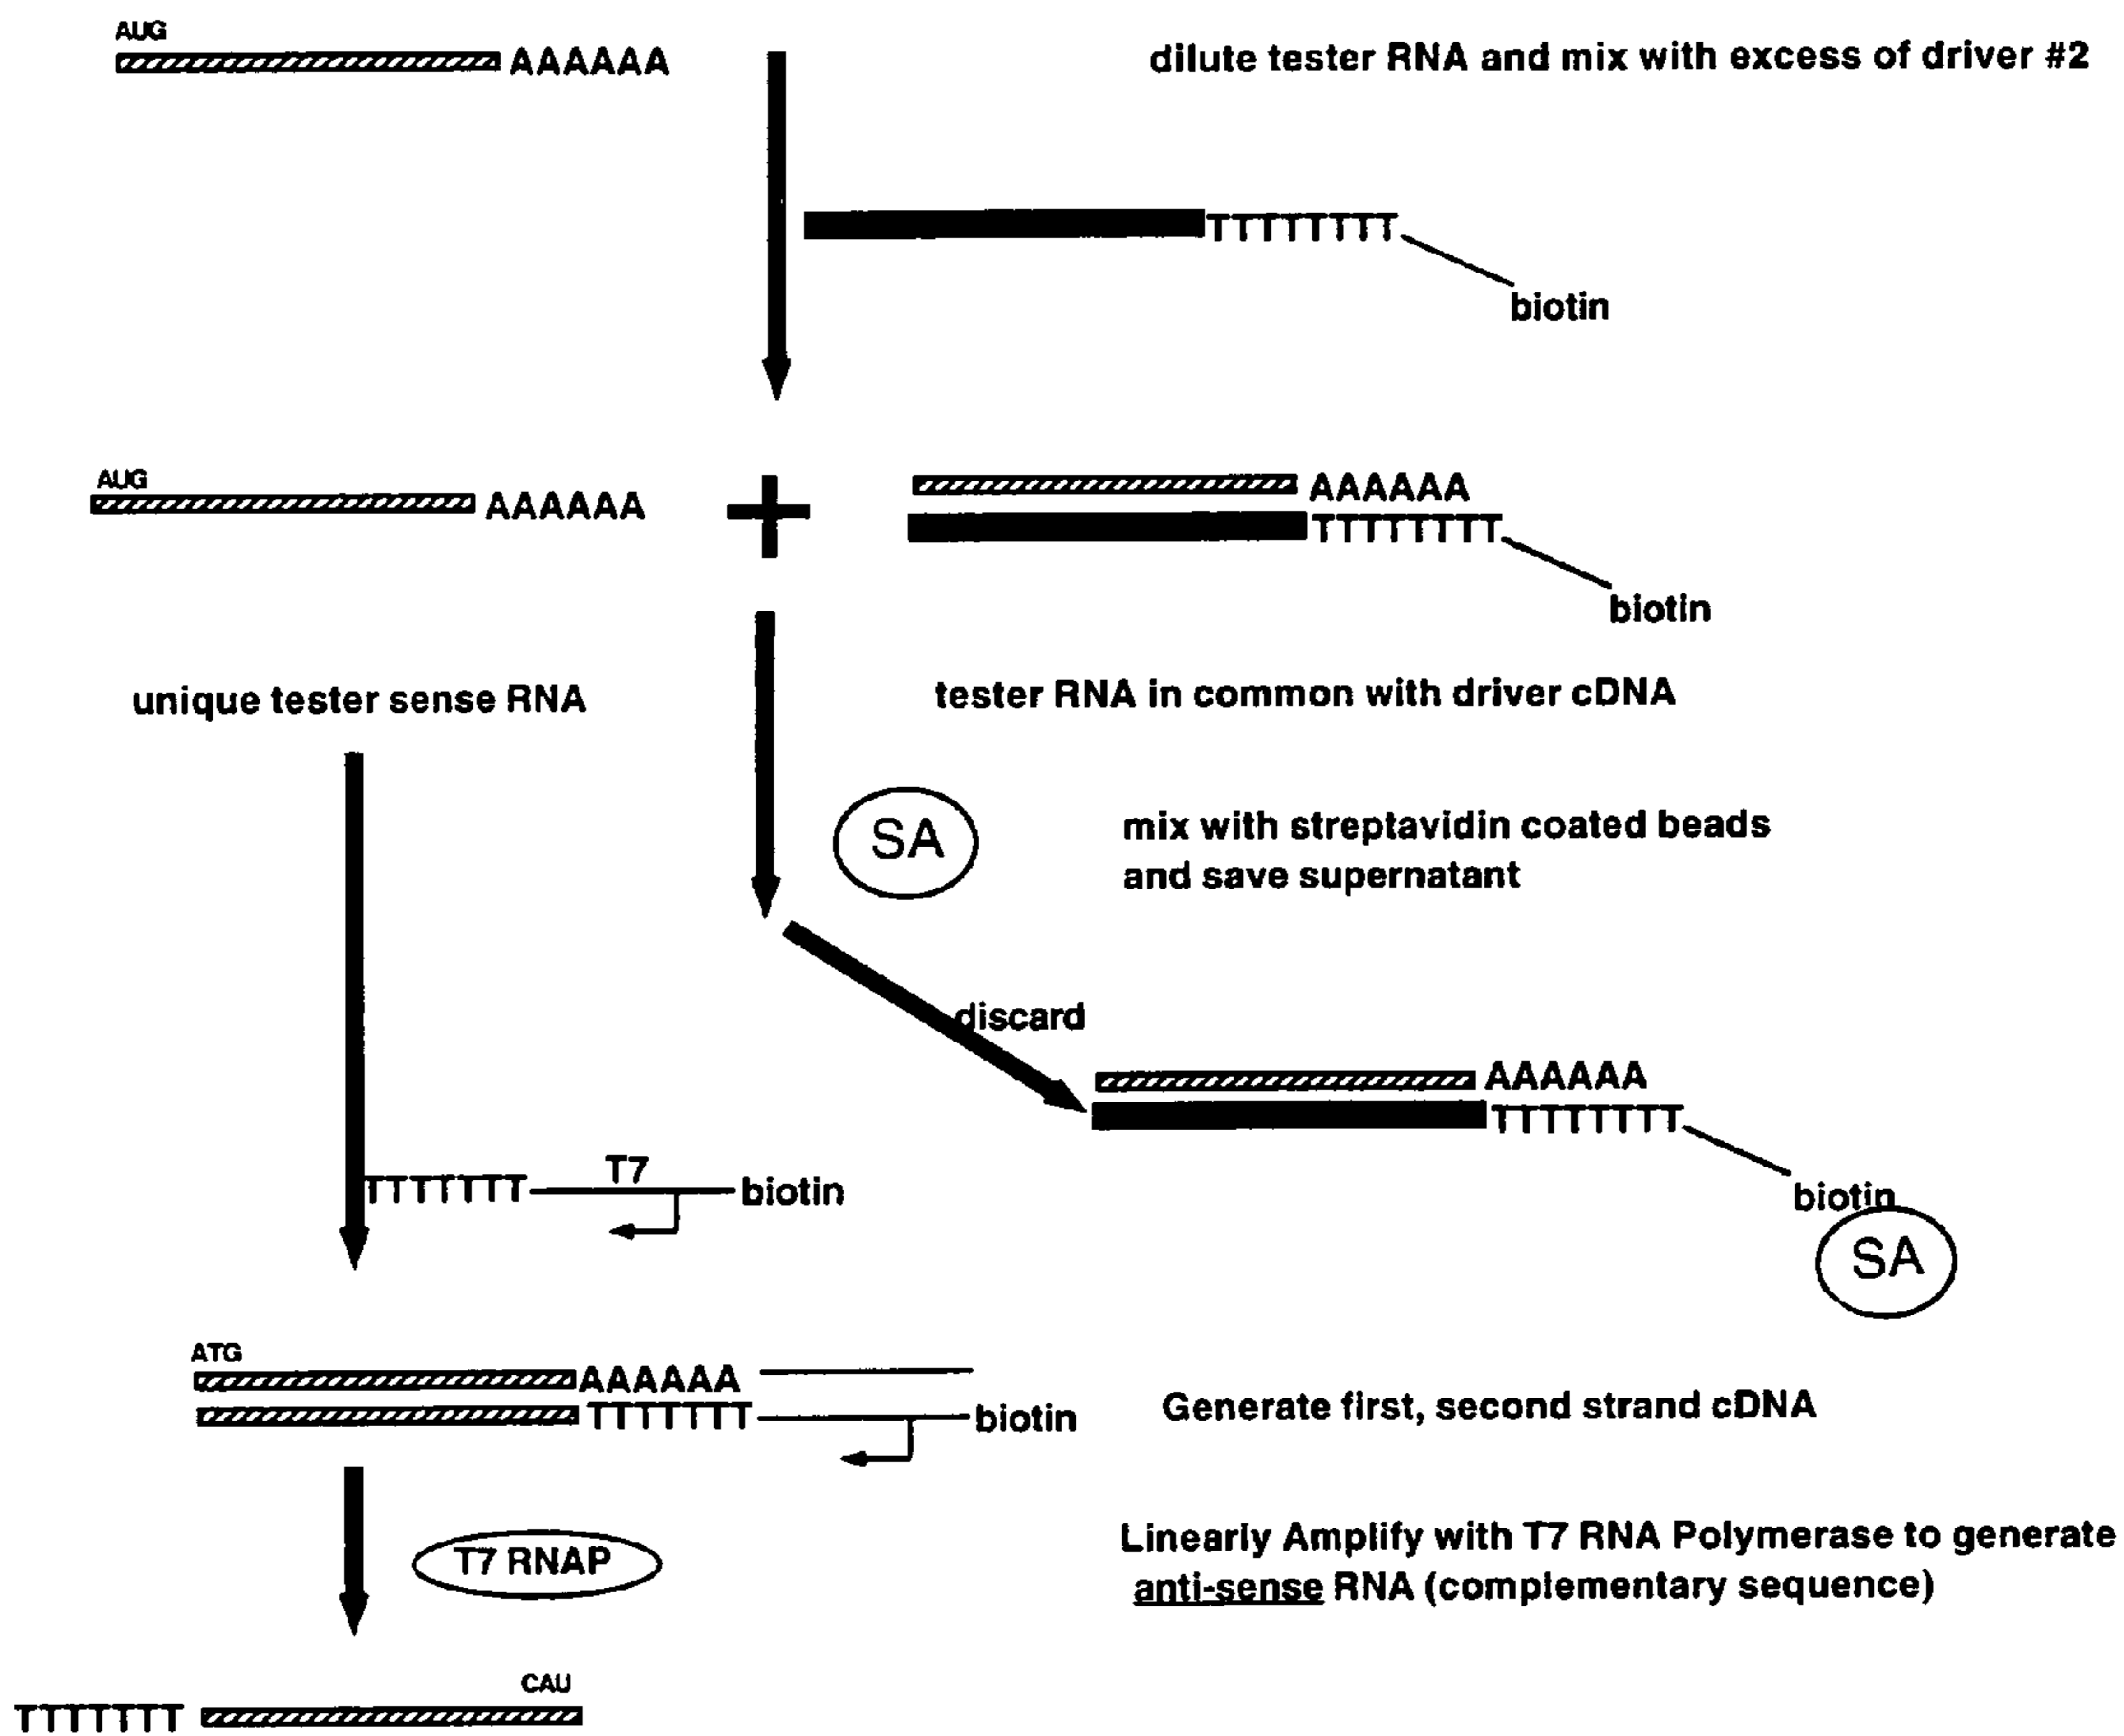 AUG
AAAAAA
dilute tester RNA and mix with excess of driver #2
TTTTTTTT
biotin
AUG
AAAAAA
+
AAAAAA
TTTTTTTT
biotin
unique tester sense RNA
tester RNA in common with driver cDNA
SA
mix with streptavidin coated beads
and save supernatant
discard
AAAAAA
TTTTTTTT
biotin
SA
TTTTTTT
T7
biotin
ATG
AAAAAA
TTTTTTT
biotin
Generate first, second strand cDNA
T7 RNAP
Linearly Amplify with T7 RNA Polymerase to generate
anti-sense RNA (complementary sequence)
CAU
TTTTTTT